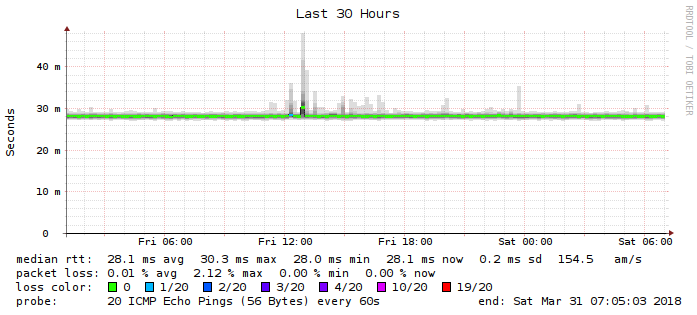 Last 30 Hours
RRDTOOL / TOBI OETIKER
Seconds
40 m
30 m
20 m
10 m
0
Fri 06:00 Fri 12:00 Fri 18:00 Sat 00:00 Sat 06:00
median rtt: 28.1 ms avg 30.3 ms max 28.0 ms min 28.1 ms now 0.2 ms sd 154.5 am/s
packet loss: 0.01 % avg 2.12 % max 0.00 % min 0.00 % now
loss color: 0 1/20 2/20 3/20 4/20 10/20 19/20
probe: 20 ICMP Echo Pings (56 Bytes) every 60s end: Sat Mar 31 07:05:03 2018